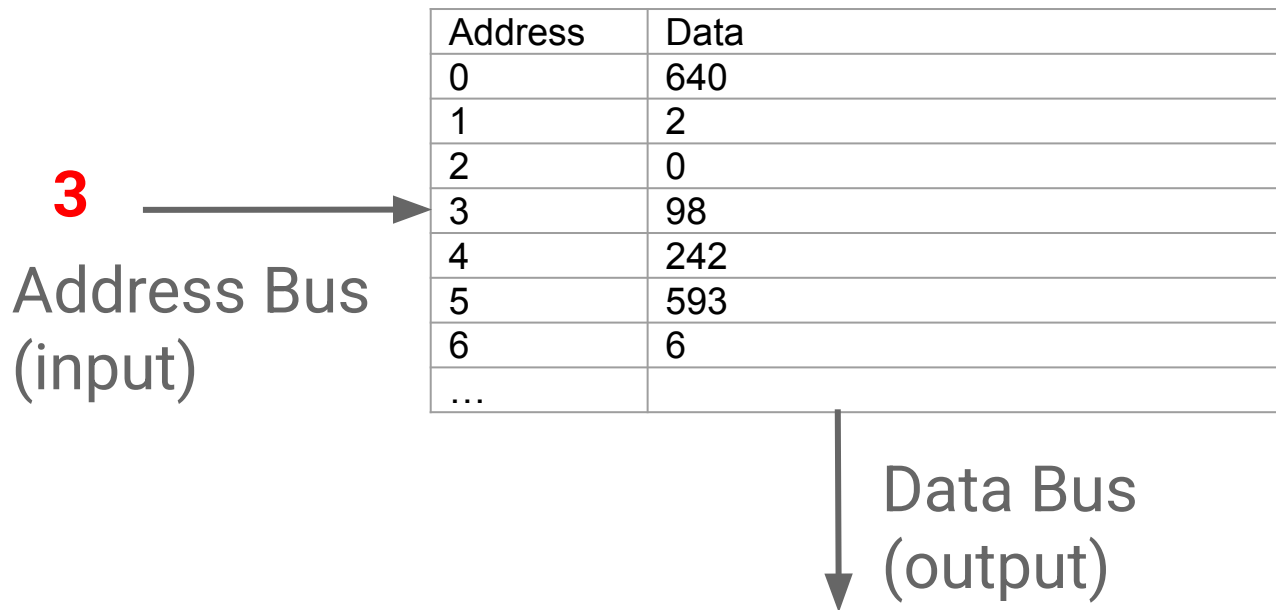 Address Data
0 640
1 2
2 0
3 98
4 242
5 593
6 6
…
3
Address Bus
(input)
Data Bus
(output)